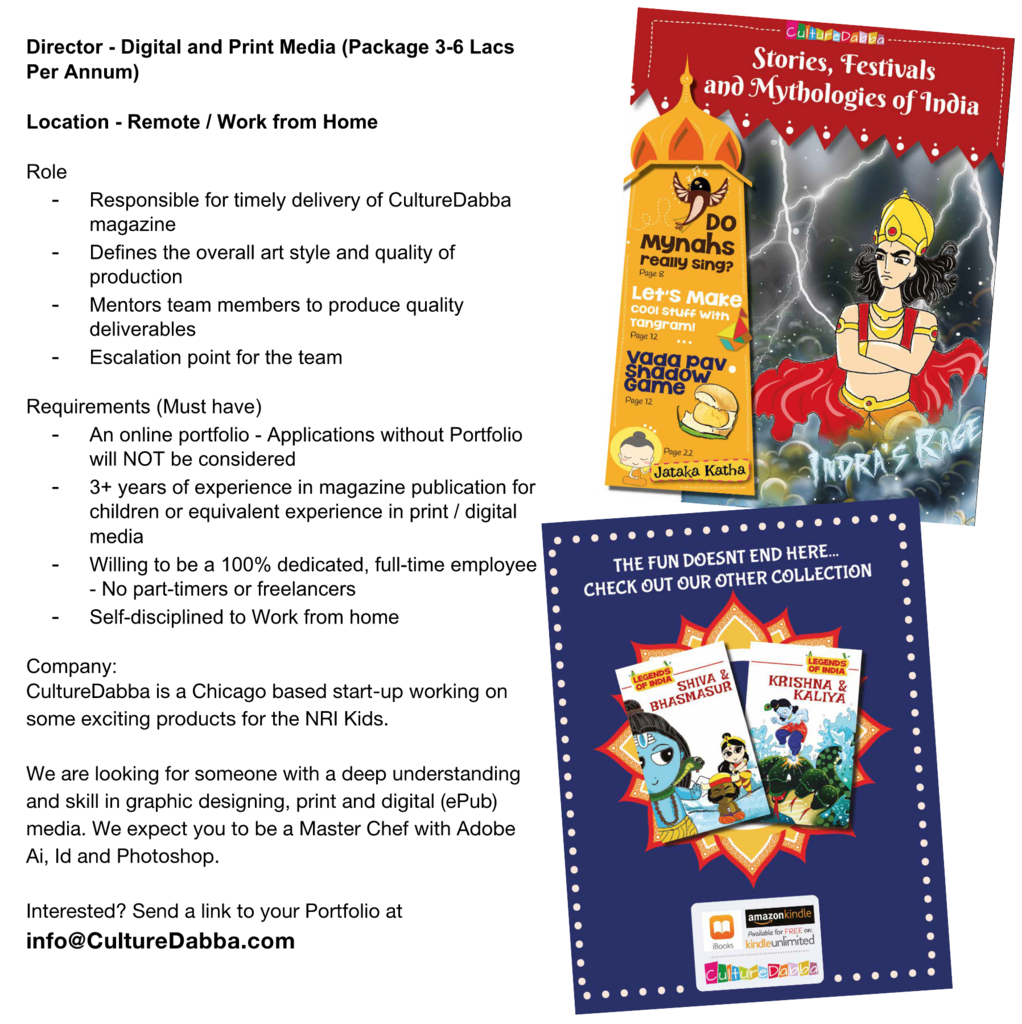 Director - Digital and Print Media (Package 3-6 Lacs
Per Annum)
Location - Remote / Work from Home
Role
- Responsible for timely delivery of CultureDabba
magazine
- Defines the overall art style and quality of
production
- Mentors team members to produce quality
deliverables
- Escalation point for the team
Requirements (Must have)
- An online portfolio - Applications without Portfolio
will NOT be considered
- 3+ years of experience in magazine publication for
children or equivalent experience in print / digital
media
- Willing to be a 100% dedicated, full-time employee
- No part-timers or freelancers
- Self-disciplined to Work from home
Company:
CultureDabba is a Chicago based start-up working on
some exciting products for the NRI Kids.
We are looking for someone with a deep understanding
and skill in graphic designing, print and digital (ePub)
media. We expect you to be a Master Chef with Adobe
Ai, Id and Photoshop.
Interested? Send a link to your Portfolio at
info@CultureDabba.com
CultureDabba
Stories, Festivals
and Mythologies of India
DO
Mynahs
really sing?
Page 8
Let's Make
cool stuff with
Tangram!
Page 12
Vada pav
Shadow
Game
Page 12
Page 22
Jataka Katha
INDRA'S RAGE
THE FUN DOESNT END HERE...
CHECK OUT OUR OTHER COLLECTION
LEGENDS
OF INDIA
SHIVA &
BHASMASUR
LEGENDS
OF INDIA
KRISHNA &
KALIYA
iBooks
amazonkindle
Available for FREE on:
kindleunlimited
CultureDabba